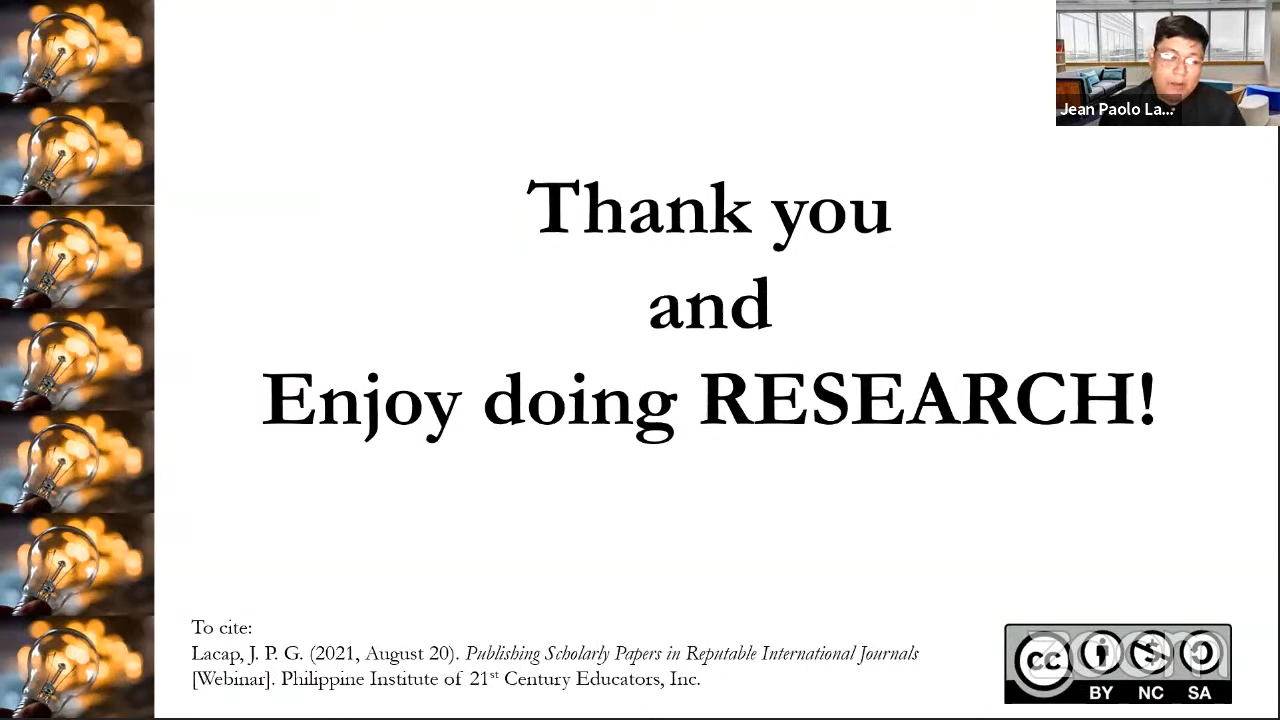 Jean Paolo La...
Thank you
and
Enjoy doing RESEARCH!
To cite:
Lacap, J. P. G. (2021, August 20). Publishing Scholarly Papers in Reputable International Journals
[Webinar]. Philippine Institute of 21st Century Educators, Inc.
zoom
cc
BY NC SA